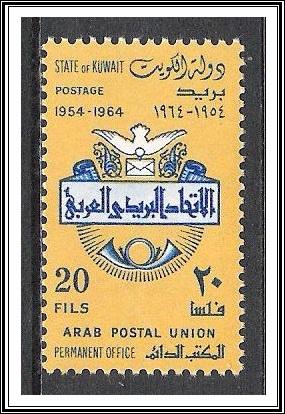 STATE OF KUWAIT دولة الكويت
POSTAGE بريد
1954-1964 ١٩٥٤-١٩٦٤
الاتحاد البريدي العربي
20 ٢٠
FILS فلسا
ARAB POSTAL UNION
PERMANENT OFFICE المكتب الدائم